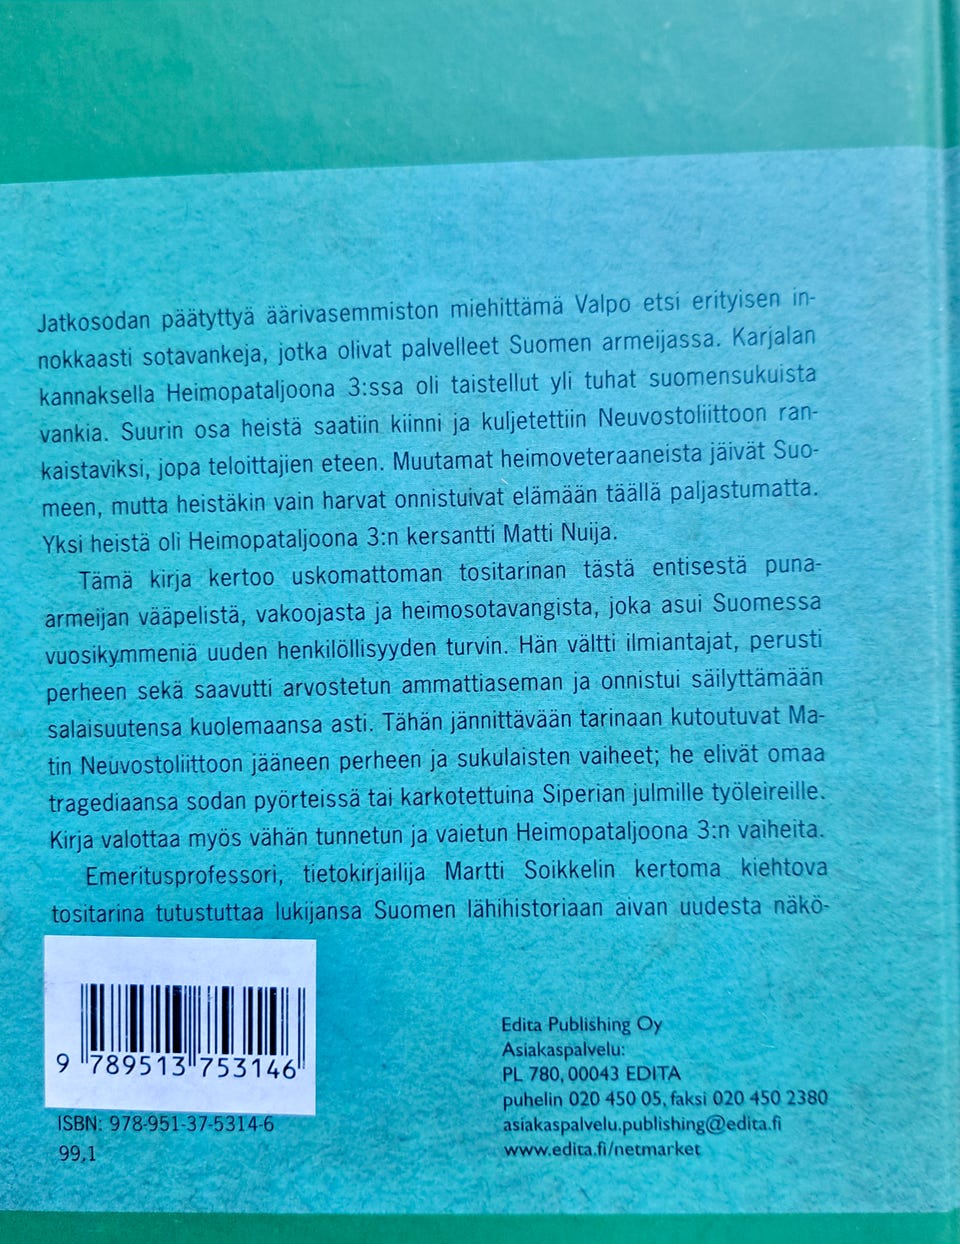 Jatkosodan päätyttyä äärivasemmiston miehittämä Valpo etsi erityisen in-
nokkaasti sotavankeja, jotka olivat palvelleet Suomen armeijassa. Karjalan
kannaksella Heimopataljoona 3:ssa oli taistellut yli tuhat suomensukuista
vankia. Suurin osa heistä saatiin kiinni ja kuljetettiin Neuvostoliittoon ran-
kaistaviksi, jopa teloittajien eteen. Muutamat heimoveteraaneista jäivät Suo-
meen, mutta heistäkin vain harvat onnistuivat elämään täällä paljastumatta.
Yksi heistä oli Heimopataljoona 3:n kersantti Matti Nuija.
Tämä kirja kertoo uskomattoman tositarinan tästä entisestä puna-
armeijan vääpelistä, vakoojasta ja heimosotavangista, joka asui Suomessa
vuosikymmeniä uuden henkilöllisyyden turvin. Hän vältti ilmiantajat, perusti
perheen sekä saavutti arvostetun ammattiaseman ja onnistui säilyttämään
salaisuutensa kuolemaansa asti. Tähän jännittävään tarinaan kutoutuvat Ma-
tin Neuvostoliittoon jääneen perheen ja sukulaisten vaiheet; he elivät omaa
tragediaansa sodan pyörteissä tai karkotettuina Siperian julmille työleireille.
Kirja valottaa myös vähän tunnetun ja vaietun Heimopataljoona 3:n vaiheita.
Emeritusprofessori, tietokirjailija Martti Soikkelin kertoma kiehtova
tositarina tutustuttaa lukijansa Suomen lähihistoriaan aivan uudesta näkö-
9 789513 753146
ISBN: 978-951-37-5314-6
99.1
Edita Publishing Oy
Asiakaspalvelu:
PL 780, 00043 EDITA
puhelin 020 450 05, faksi 020 450 2380
asiakaspalvelu.publishing@edita.fi
www.edita.fi/netmarket